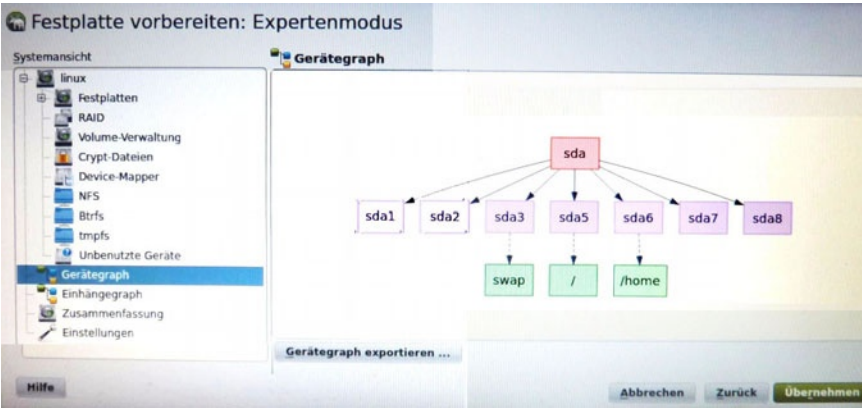 Festplatte vorbereiten: Expertenmodus
Systemansicht
linux
Festplatten
RAID
Volume-Verwaltung
Crypt-Dateien
Device-Mapper
NFS
Btrfs
tmpfs
Unbenutzte Geräte
Gerätegraph
Einhängegraph
Zusammenfassung
Einstellungen
Gerätegraph
sda
sda1 sda2 sda3 sda5 sda6 sda7 sda8
swap / /home
Gerätegraph exportieren ...
Hilfe
Abbrechen Zurück Übernehmen